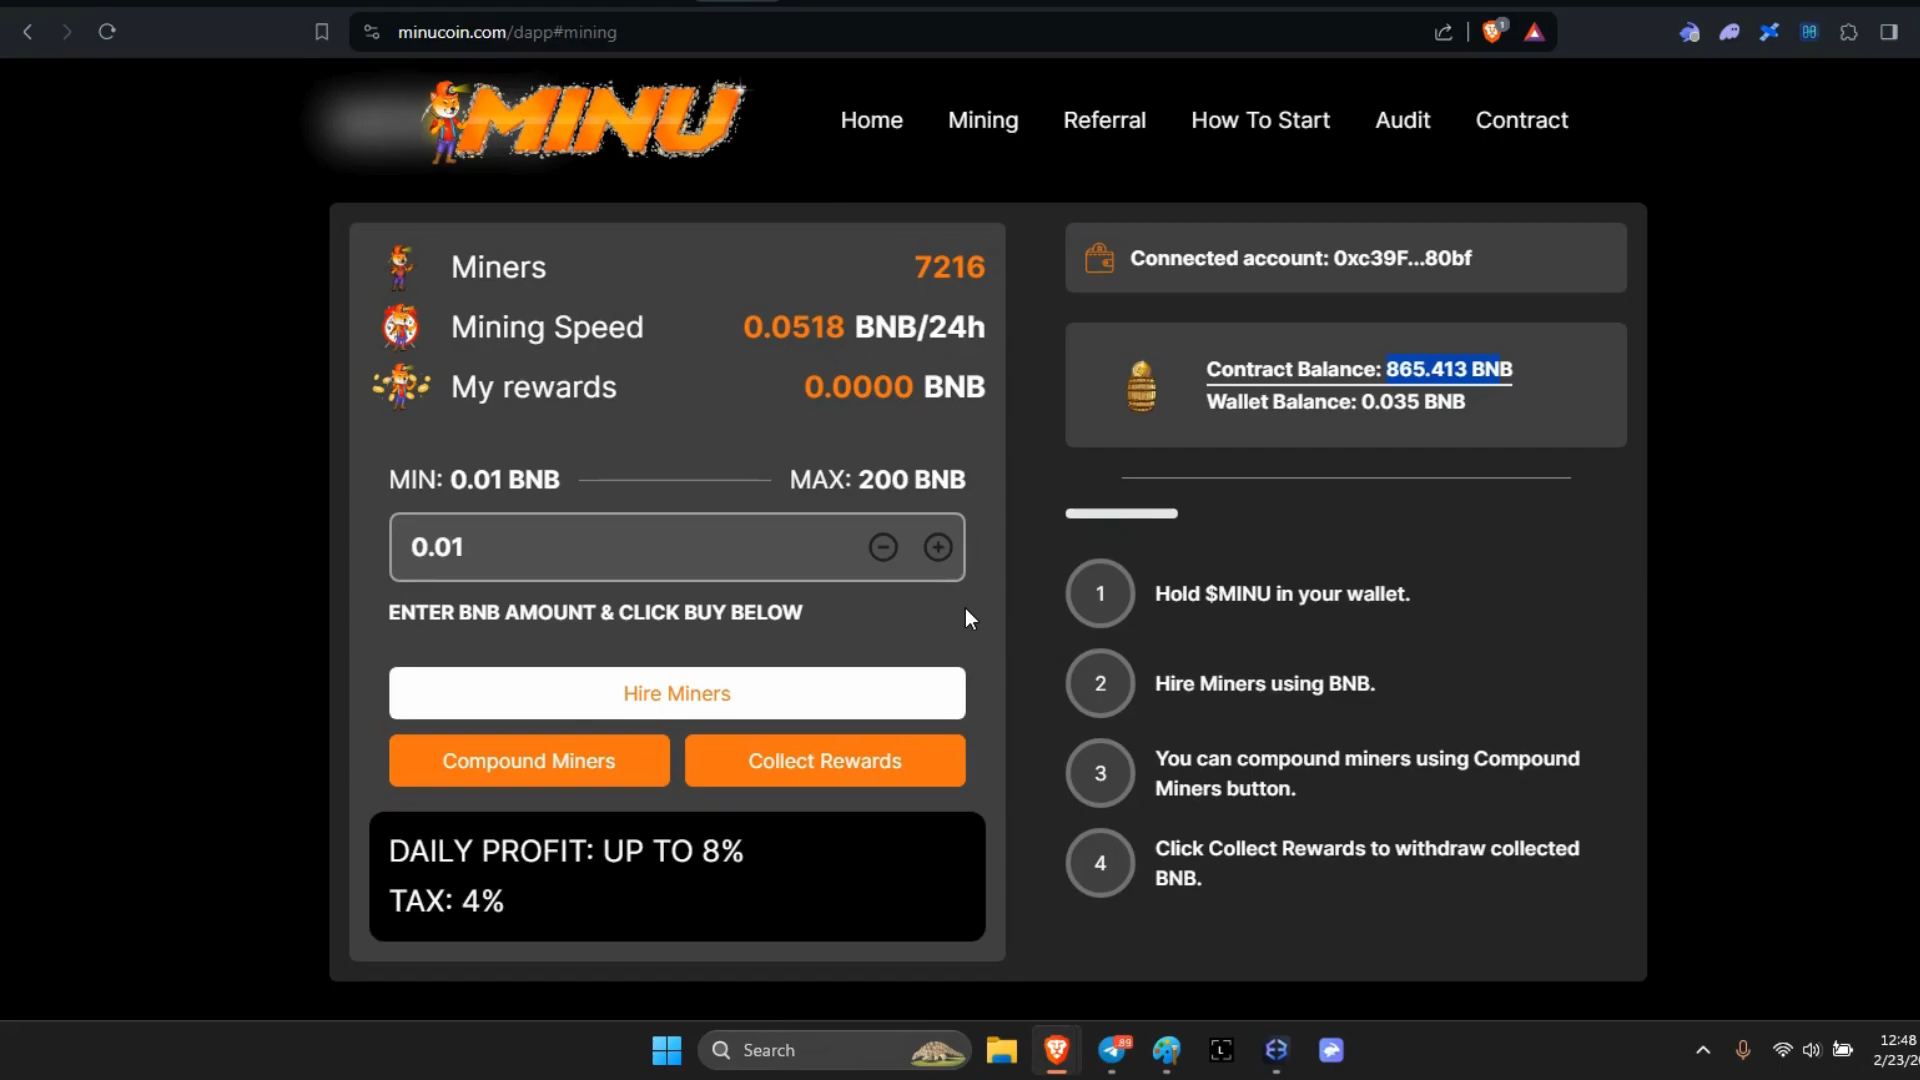 minucoin.com/dapp#mining
MINU
Home
Mining
Referral
How To Start
Audit
Contract
Miners 7216
Mining Speed 0.0518 BNB/24h
My rewards 0.0000 BNB
MIN: 0.01 BNB MAX: 200 BNB
0.01
ENTER BNB AMOUNT & CLICK BUY BELOW
Hire Miners
Compound Miners
Collect Rewards
DAILY PROFIT: UP TO 8%
TAX: 4%
Connected account: 0xc39F...80bf
Contract Balance: 865.413 BNB
Wallet Balance: 0.035 BNB
1 Hold $MINU in your wallet.
2 Hire Miners using BNB.
3 You can compound miners using Compound
Miners button.
4 Click Collect Rewards to withdraw collected
BNB.
Search
89
12:48